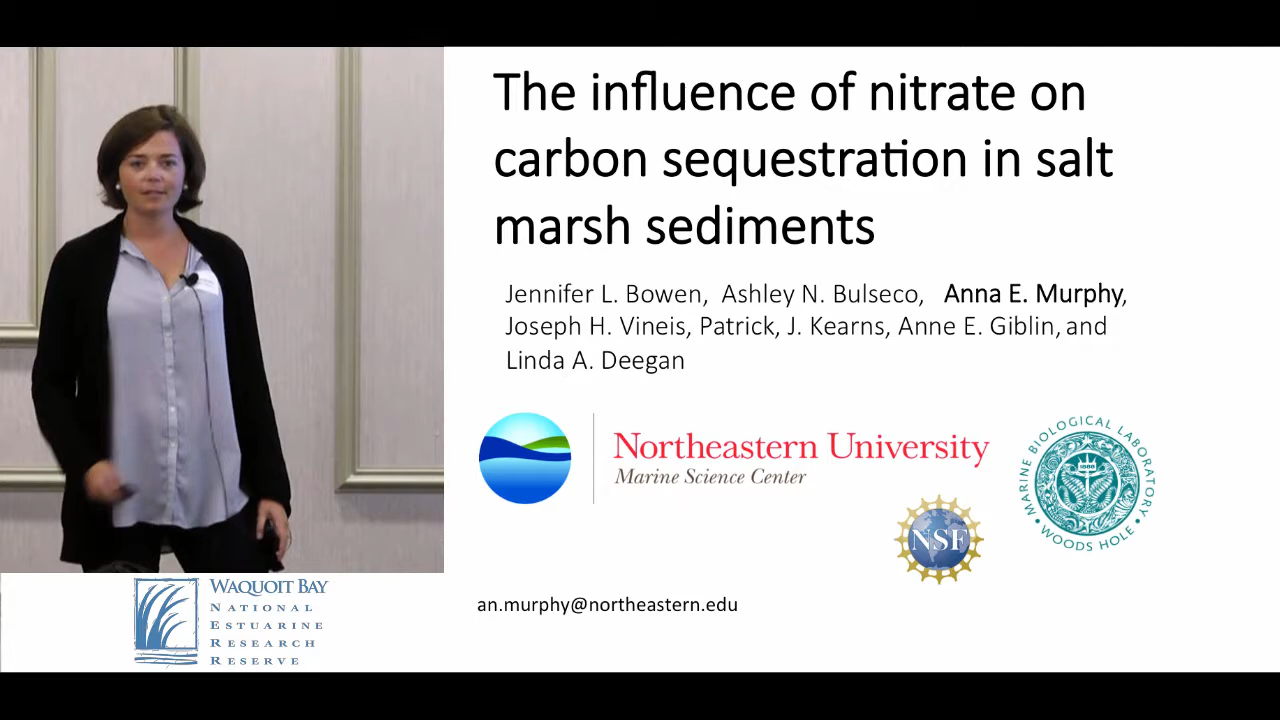 The influence of nitrate on
carbon sequestration in salt
marsh sediments
Jennifer L. Bowen, Ashley N. Bulseco, Anna E. Murphy,
Joseph H. Vineis, Patrick, J. Kearns, Anne E. Giblin, and
Linda A. Deegan
Northeastern University
Marine Science Center
MARINE BIOLOGICAL LABORATORY
1888
• WOODS HOLE •
NSF
an.murphy@northeastern.edu
WAQUOIT BAY
NATIONAL
ESTUARINE
RESEARCH
RESERVE